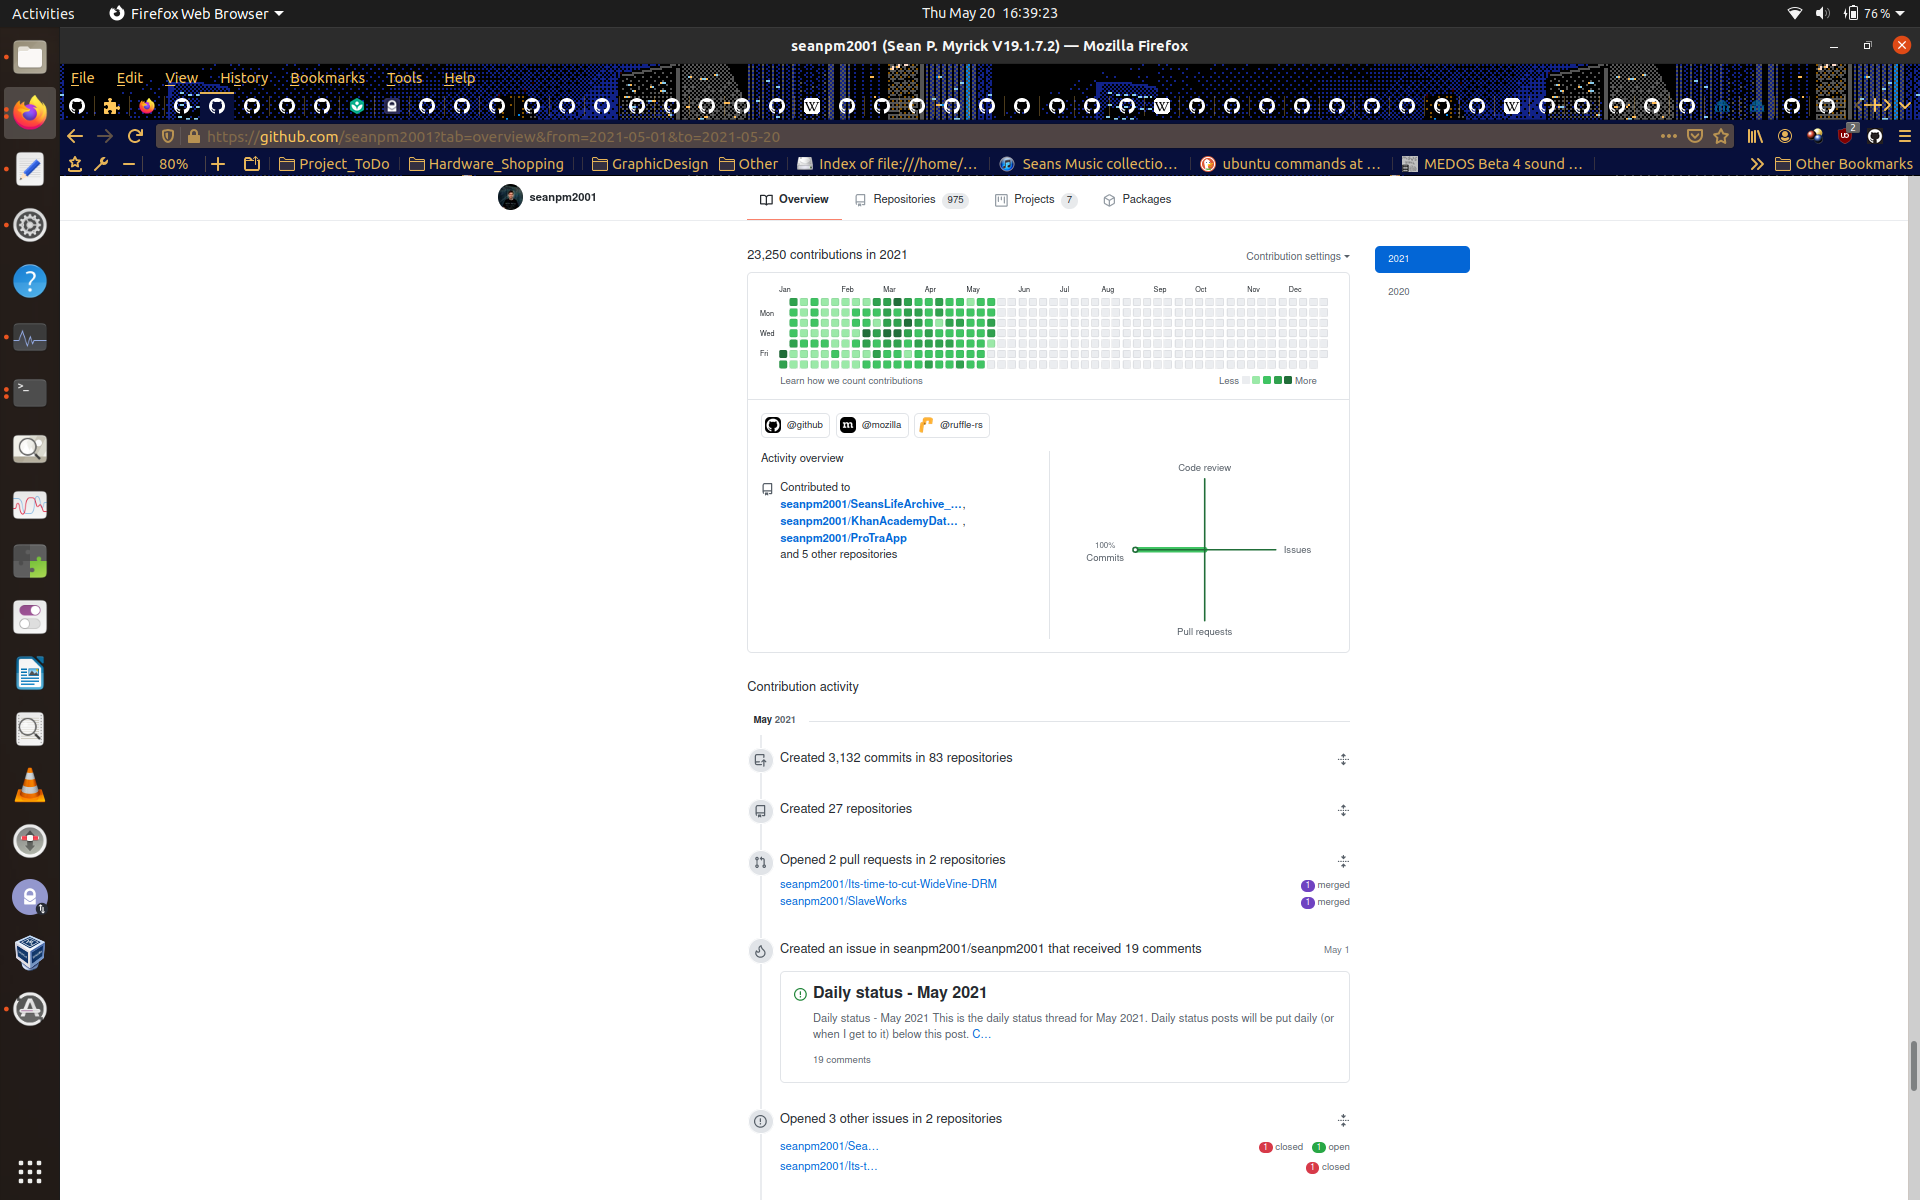 Activities
Firefox Web Browser
Thu May 20 16:39:23
76%
seanpm2001 (Sean P. Myrick V19.1.7.2) — Mozilla Firefox
File Edit View History Bookmarks Tools Help
https://github.com/seanpm2001?tab=overview&from=2021-05-01&to=2021-05-20
2
80%
Project_ToDo
Hardware_Shopping
GraphicDesign
Other
Index of file:///home/...
Seans Music collectio...
ubuntu commands at ...
MEDOS Beta 4 sound ...
Other Bookmarks
seanpm2001
Overview
Repositories 975
Projects 7
Packages
23,250 contributions in 2021
Contribution settings
2021
2020
Jan Feb Mar Apr May Jun Jul Aug Sep Oct Nov Dec
Mon
Wed
Fri
Learn how we count contributions
Less More
@github
@mozilla
@ruffle-rs
Activity overview
Contributed to
seanpm2001/SeansLifeArchive_...,
seanpm2001/KhanAcademyDat... ,
seanpm2001/ProTraApp
and 5 other repositories
Code review
100%
Commits
Issues
Pull requests
Contribution activity
May 2021
Created 3,132 commits in 83 repositories
Created 27 repositories
Opened 2 pull requests in 2 repositories
seanpm2001/Its-time-to-cut-WideVine-DRM
1 merged
seanpm2001/SlaveWorks
1 merged
Created an issue in seanpm2001/seanpm2001 that received 19 comments
May 1
Daily status - May 2021
Daily status - May 2021 This is the daily status thread for May 2021. Daily status posts will be put daily (or
when I get to it) below this post. C...
19 comments
Opened 3 other issues in 2 repositories
seanpm2001/Sea...
1 closed 1 open
seanpm2001/Its-t...
1 closed